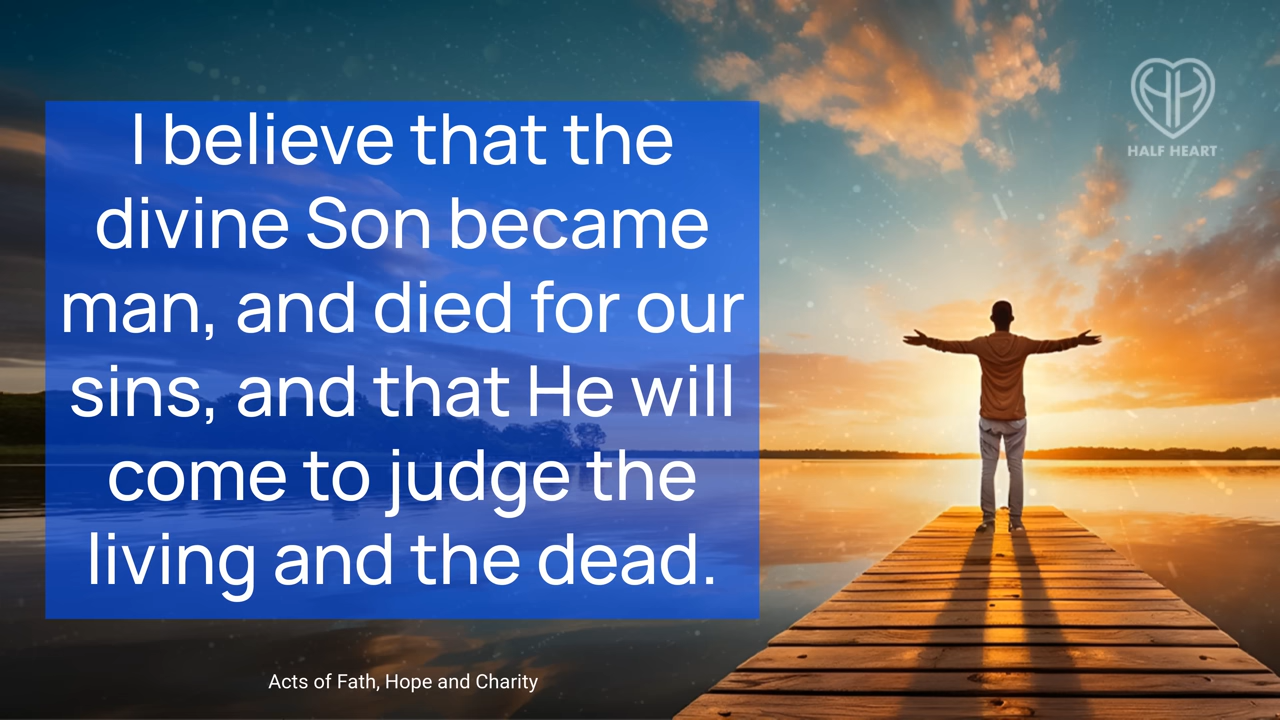 I believe that the
divine Son became
man, and died for our
sins, and that He will
come to judge the
living and the dead.
Acts of Fath, Hope and Charity
HALF HEART